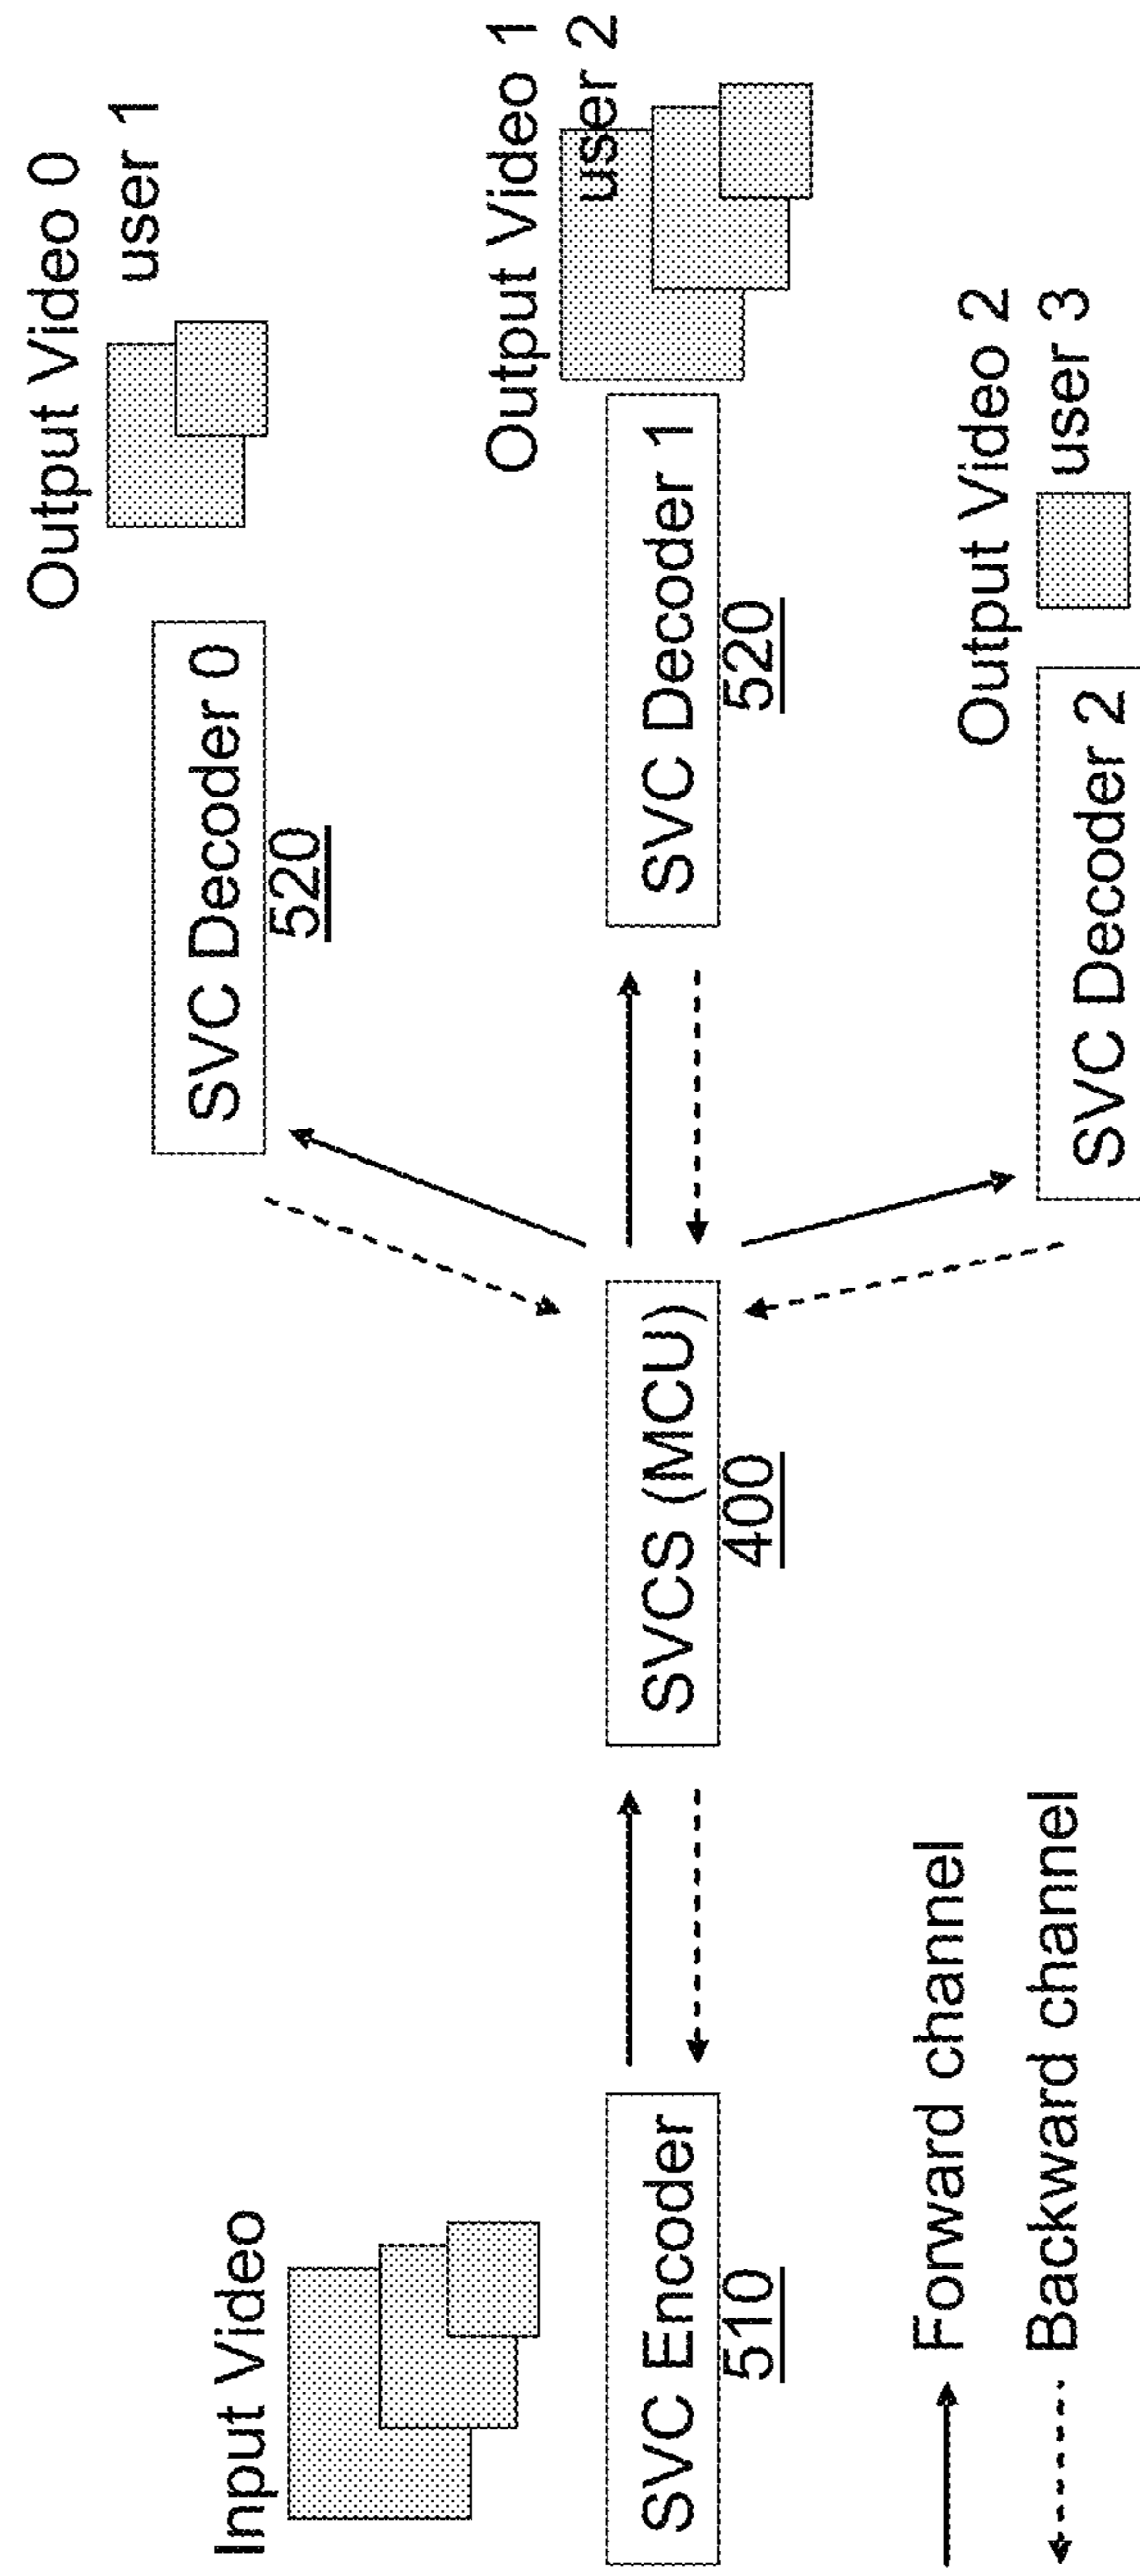 Input Video
SVC Encoder
510
SVCS (MCU)
400
SVC Decoder 0
520
Output Video 0
user 1
SVC Decoder 1
520
Output Video 1
user 2
SVC Decoder 2
Output Video 2
user 3
Forward channel
Backward channel